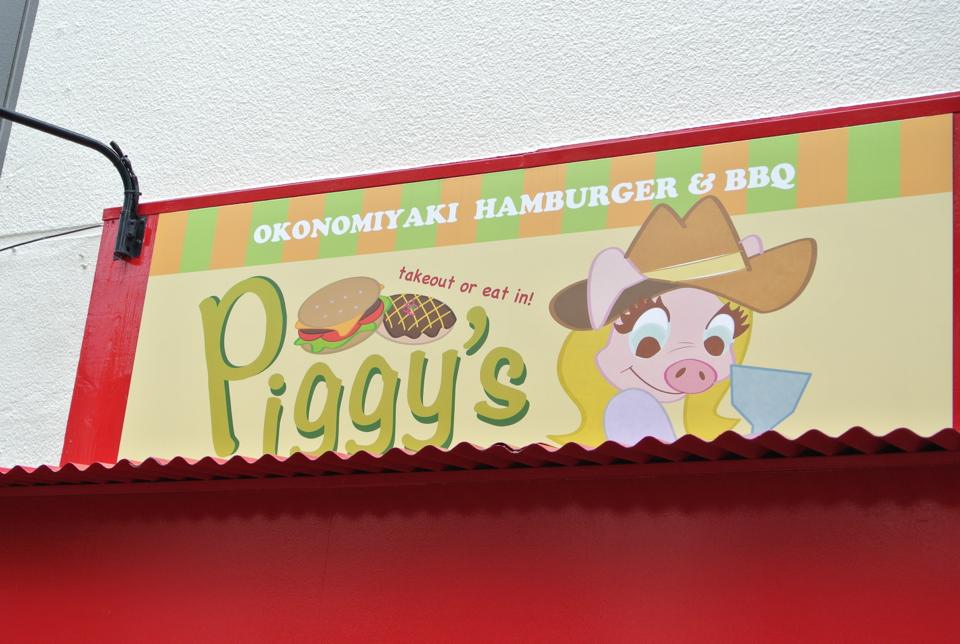 OKONOMIYAKI HAMBURGER & BBQ
takeout or eat in!
Piggy's